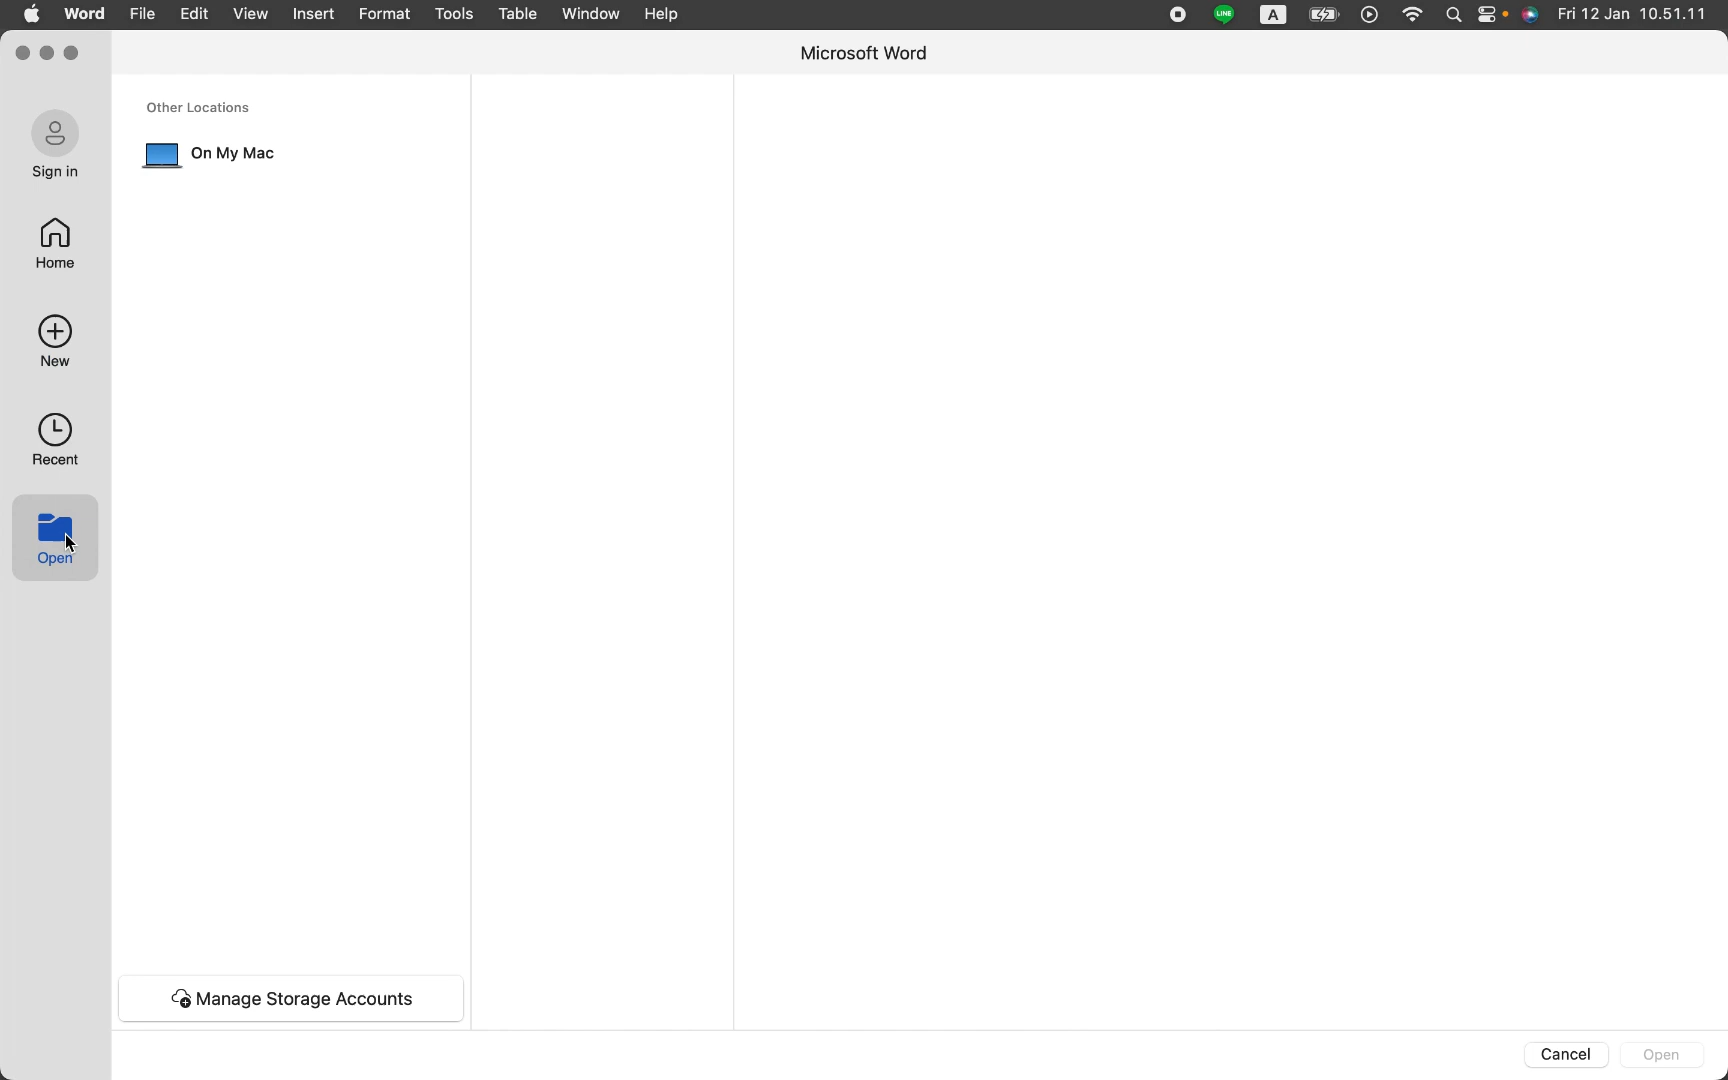 Word File Edit View Insert Format Tools Table Window Help LINE A Fri 12 Jan 10.51.11
Microsoft Word
Sign in
Home
New
Recent
Open
Other Locations
On My Mac
Manage Storage Accounts
Cancel Open